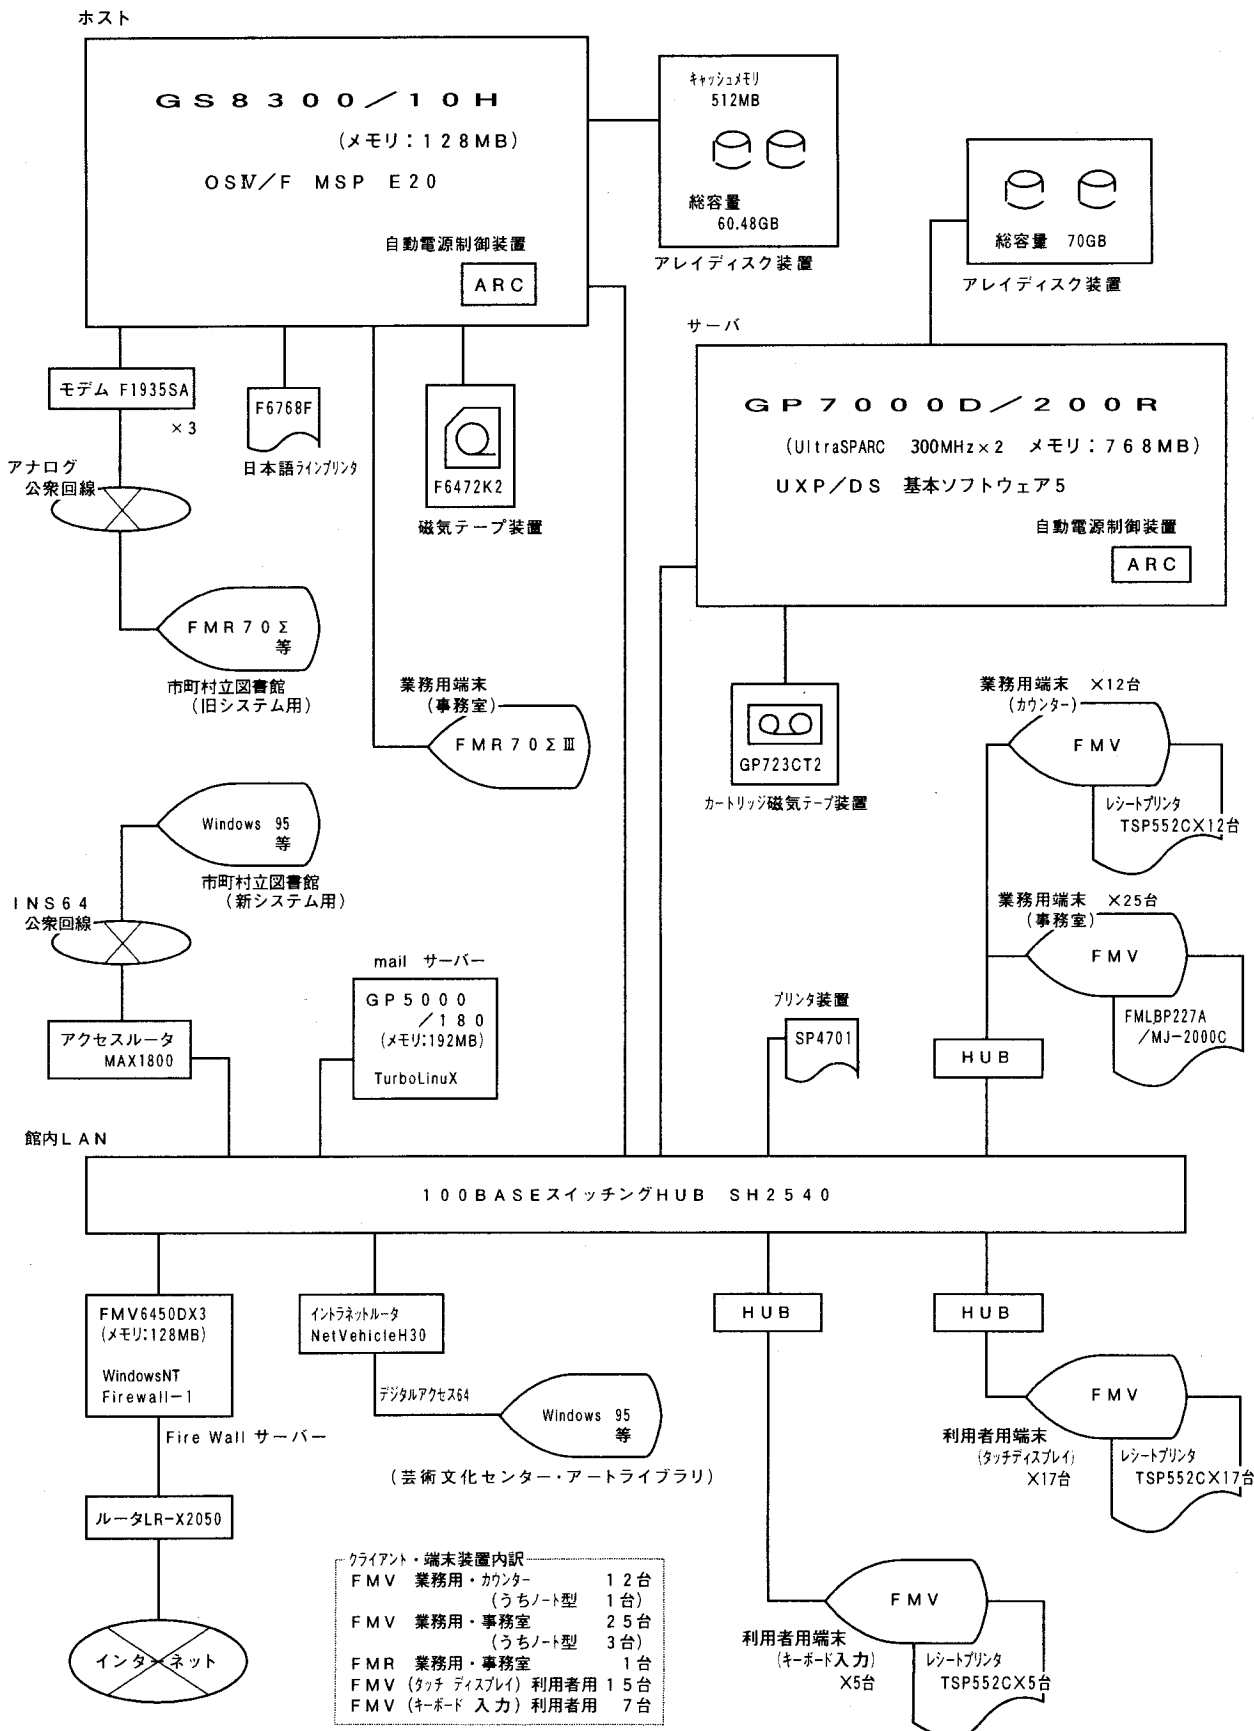 ホスト
GS8300／10H
(メモリ：128MB)
OSⅣ／F MSP E20
自動電源制御装置
ARC
キャッシュメモリ
512MB
総容量
60.48GB
アレイディスク装置
総容量 70GB
アレイディスク装置
サーバ
GP7000D／200R
(UltraSPARC 300MHz×2 メモリ：768MB)
UXP／DS 基本ソフトウェア5
自動電源制御装置
ARC
モデム F1935SA
×3
F6768F
日本語ラインプリンタ
F6472K2
磁気テープ装置
アナログ
公衆回線
FMR70Σ
等
市町村立図書館
(旧システム用)
業務用端末
(事務室)
FMR70ΣⅢ
GP723CT2
カートリッジ磁気テープ装置
業務用端末 ×12台
(カウンター)
FMV
レシートプリンタ
TSP552C×12台
Windows 95
等
市町村立図書館
(新システム用)
INS64
公衆回線
業務用端末 ×25台
(事務室)
FMV
FMLBP227A
／MJ-2000C
mail サーバー
GP5000
／180
(メモリ:192MB)
TurboLinuX
プリンタ装置
SP4701
アクセスルータ
MAX1800
HUB
館内LAN
100BASEスイッチングHUB SH2540
FMV6450DX3
(メモリ:128MB)
WindowsNT
Firewall-1
Fire Wall サーバー
イントラネットルータ
NetVehicleH30
デジタルアクセス64
Windows 95
等
(芸術文化センター・アートライブラリ)
HUB
HUB
FMV
利用者用端末
(タッチディスプレイ)
×17台
レシートプリンタ
TSP552C×17台
ルータLR-X2050
インターネット
クライアント・端末装置内訳
FMV 業務用・カウンター 12台
(うちノート型 1台)
FMV 業務用・事務室 25台
(うちノート型 3台)
FMR 業務用・事務室 1台
FMV (タッチ ディスプレイ) 利用者用 15台
FMV (キーボード 入力) 利用者用 7台
FMV
利用者用端末
(キーボード入力)
×5台
レシートプリンタ
TSP552C×5台